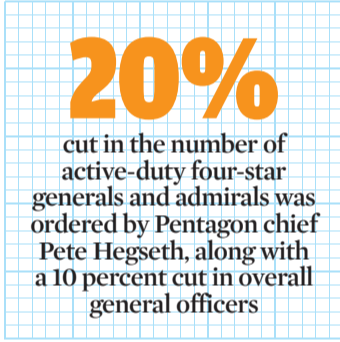 20%
cut in the number of
active-duty four-star
generals and admirals was
ordered by Pentagon chief
Pete Hegseth, along with
a 10 percent cut in overall
general officers